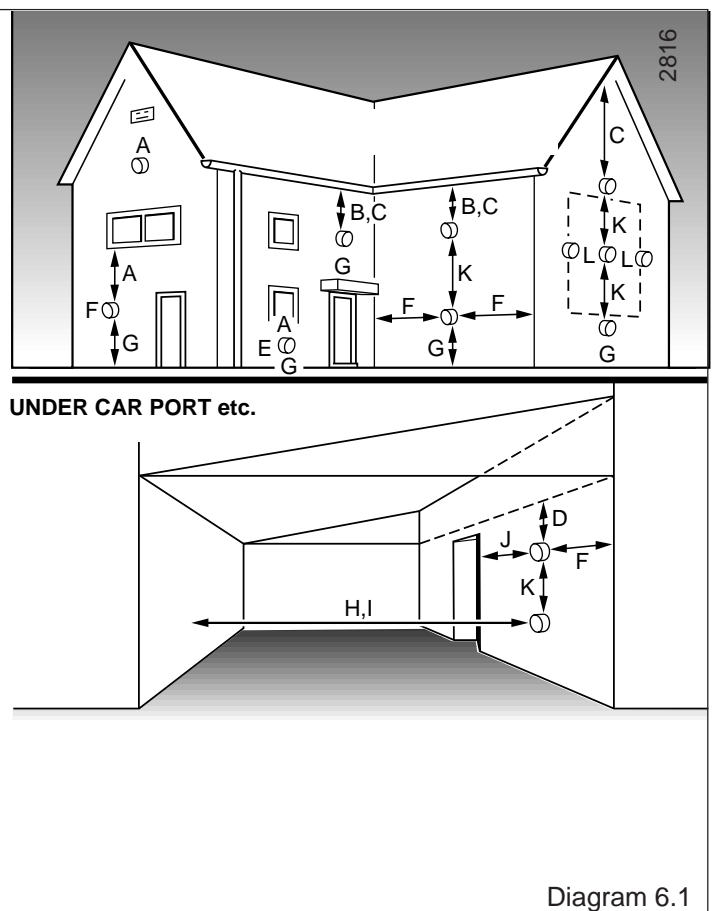 2816
A
C
B,C
B,C
K
A
G
K
L
L
F
F
F
K
A
G
E
G
G
G
UNDER CAR PORT etc.
D
J
F
K
H,I
Diagram 6.1